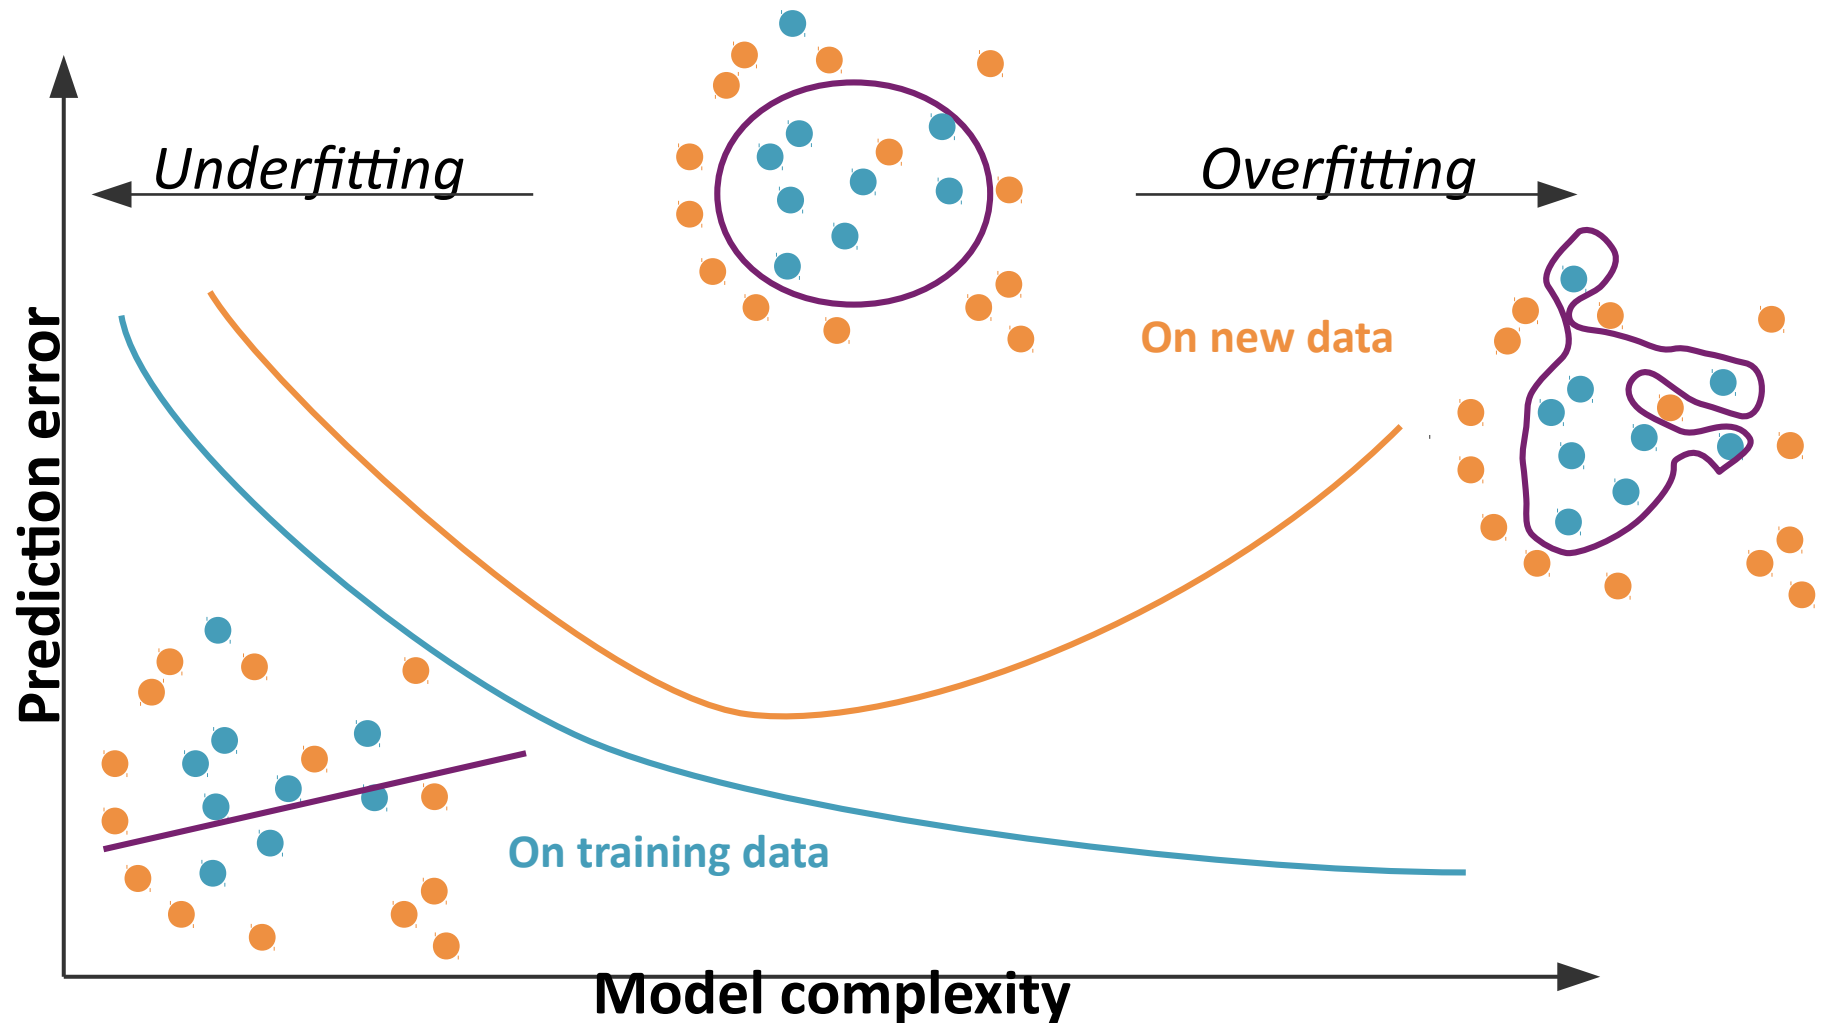 Underfitting
Overfitting
On new data
Prediction error
On training data
Model complexity